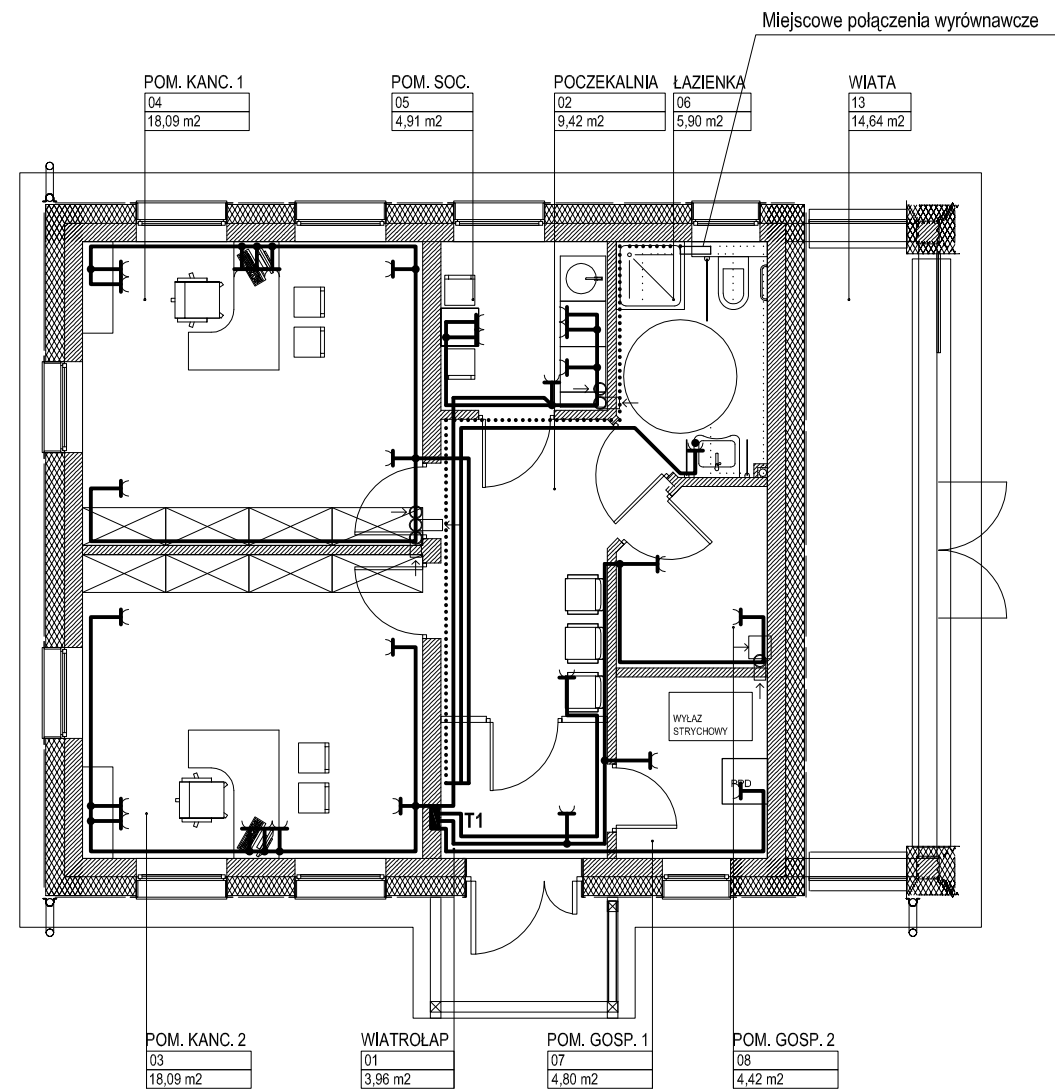 Miejscowe połączenia wyrównawcze
POM. KANC. 1
04
18,09 m2
POM. SOC.
05
4,91 m2
POCZEKALNIA
02
9,42 m2
ŁAZIENKA
06
5,90 m2
WIATA
13
14,64 m2
WYŁAZ
STRYCHOWY
T1
POM. KANC. 2
03
18,09 m2
WIATROŁAP
01
3,96 m2
POM. GOSP. 1
07
4,80 m2
POM. GOSP. 2
08
4,42 m2